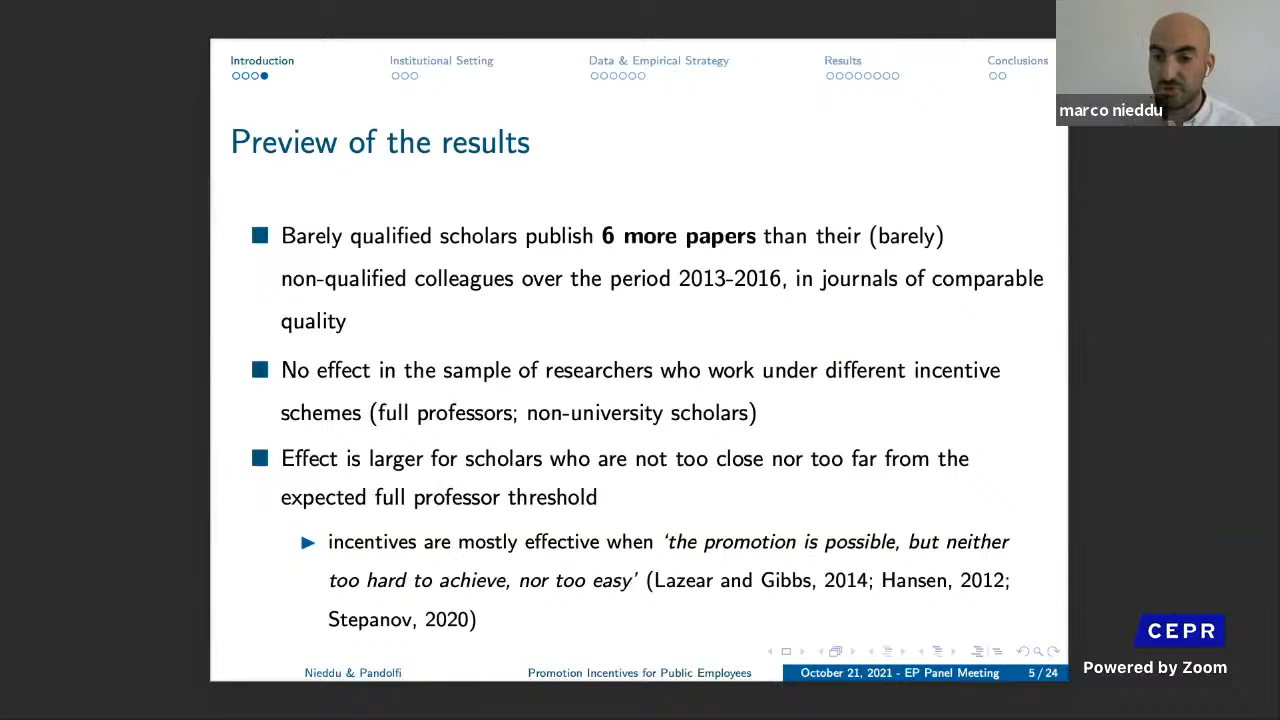 Introduction Institutional Setting Data & Empirical Strategy Results Conclusions
marco nieddu
Preview of the results
Barely qualified scholars publish 6 more papers than their (barely)
non-qualified colleagues over the period 2013-2016, in journals of comparable
quality
No effect in the sample of researchers who work under different incentive
schemes (full professors; non-university scholars)
Effect is larger for scholars who are not too close nor too far from the
expected full professor threshold
incentives are mostly effective when ‘the promotion is possible, but neither
too hard to achieve, nor too easy’ (Lazear and Gibbs, 2014; Hansen, 2012;
Stepanov, 2020)
CEPR
Powered by Zoom
Nieddu & Pandolfi Promotion Incentives for Public Employees October 21, 2021 - EP Panel Meeting 5 / 24